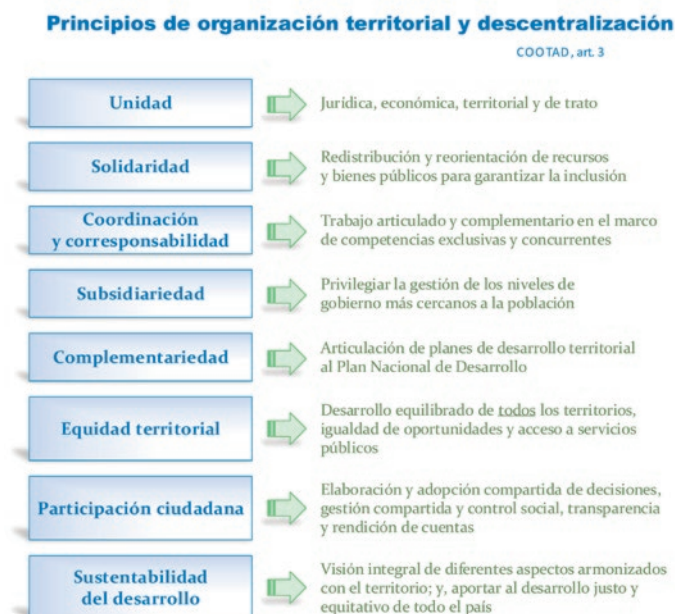 Principios de organización territorial y descentralización
COOTAD, art. 3
Unidad
Jurídica, económica, territorial y de trato
Solidaridad
Redistribución y reorientación de recursos
y bienes públicos para garantizar la inclusión
Coordinación
y corresponsabilidad
Trabajo articulado y complementario en el marco
de competencias exclusivas y concurrentes
Subsidiariedad
Privilegiar la gestión de los niveles de
gobierno más cercanos a la población
Complementariedad
Articulación de planes de desarrollo territorial
al Plan Nacional de Desarrollo
Equidad territorial
Desarrollo equilibrado de todos los territorios,
igualdad de oportunidades y acceso a servicios
públicos
Participación ciudadana
Elaboración y adopción compartida de decisiones,
gestión compartida y control social, transparencia
y rendición de cuentas
Sustentabilidad
del desarrollo
Visión integral de diferentes aspectos armonizados
con el territorio; y, aportar al desarrollo justo y
equitativo de todo el país